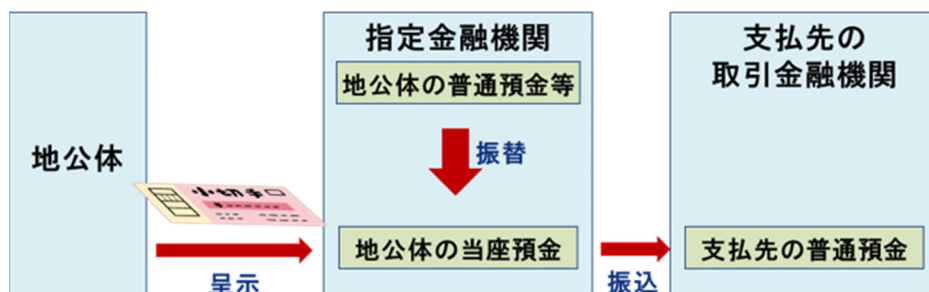 地公体
小切手
呈示
指定金融機関
地公体の普通預金等
振替
地公体の当座預金
振込
支払先の
取引金融機関
支払先の普通預金